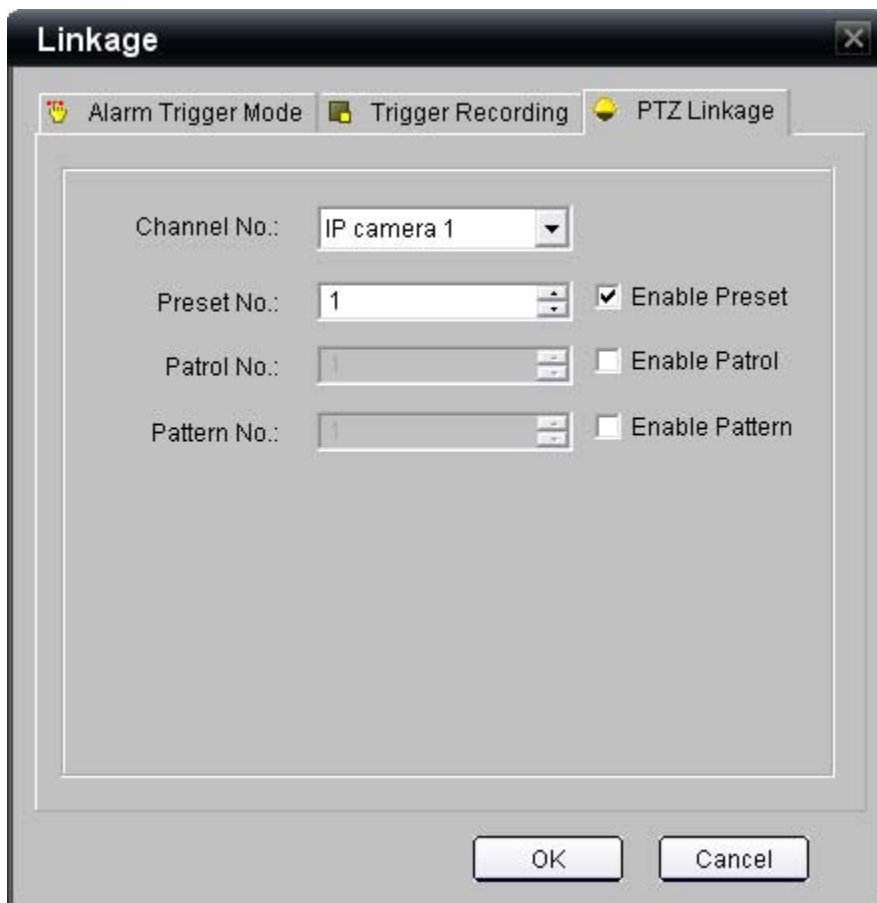 Linkage
Alarm Trigger Mode Trigger Recording PTZ Linkage
Channel No.: IP camera 1
Preset No.: 1 Enable Preset
Patrol No.: 1 Enable Patrol
Pattern No.: 1 Enable Pattern
OK Cancel